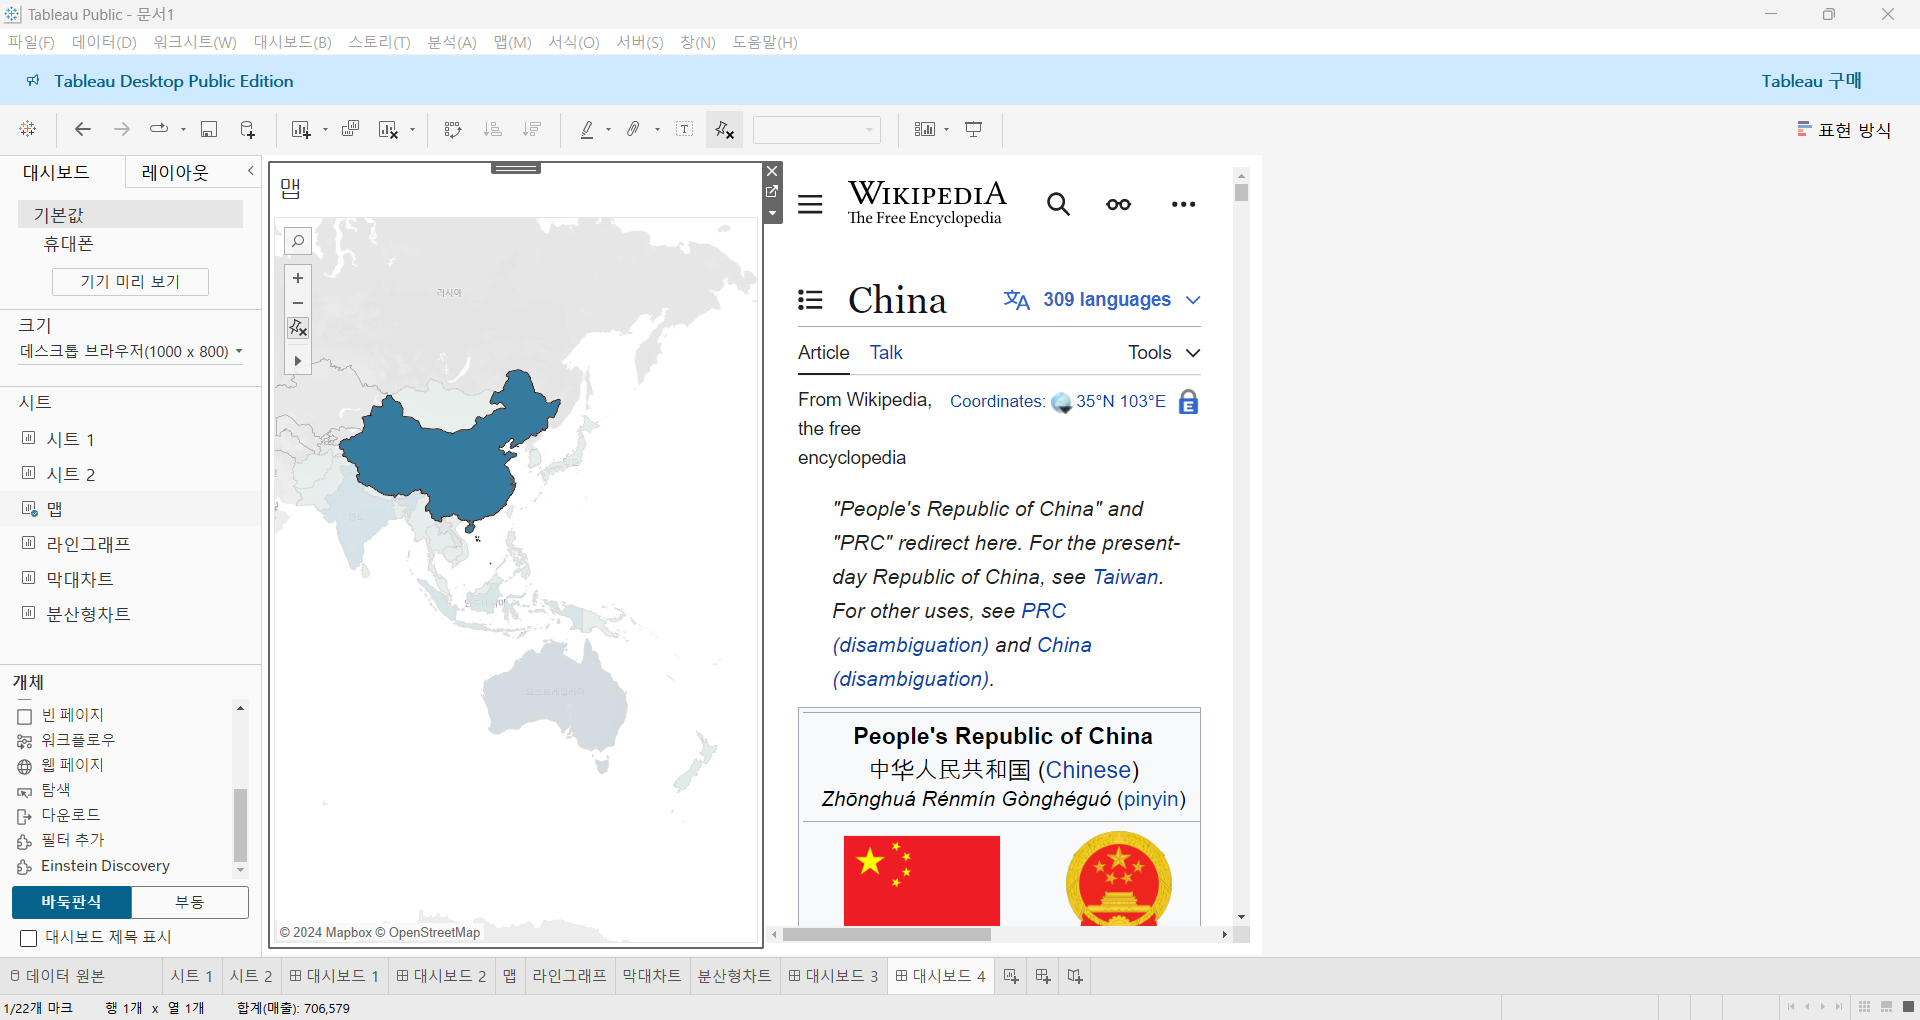 Tableau Public - 문서1
파일(F) 데이터(D) 워크시트(W) 대시보드(B) 스토리(T) 분석(A) 맵(M) 서식(O) 서버(S) 창(N) 도움말(H)
Tableau Desktop Public Edition
Tableau 구매
표현 방식
대시보드 레이아웃
기본값
휴대폰
기기 미리 보기
크기
데스크톱 브라우저(1000 x 800)
시트
시트 1
시트 2
맵
라인그래프
막대차트
분산형차트
개체
빈 페이지
워크플로우
웹 페이지
탐색
다운로드
필터 추가
Einstein Discovery
바둑판식 부동
대시보드 제목 표시
맵
러시아
인도
오스트레일리아
© 2024 Mapbox © OpenStreetMap
WIKIPEDIA
The Free Encyclopedia
China
文A 309 languages
Article Talk Tools
From Wikipedia, the free encyclopedia
Coordinates: 35°N 103°E
"People's Republic of China" and
"PRC" redirect here. For the present-
day Republic of China, see Taiwan.
For other uses, see PRC
(disambiguation) and China
(disambiguation).
People's Republic of China
中华人民共和国 (Chinese)
Zhōnghuá Rénmín Gònghéguó (pinyin)
데이터 원본 시트 1 시트 2 대시보드 1 대시보드 2 맵 라인그래프 막대차트 분산형차트 대시보드 3 대시보드 4
1/22개 마크 행 1개 x 열 1개 합계(매출): 706,579